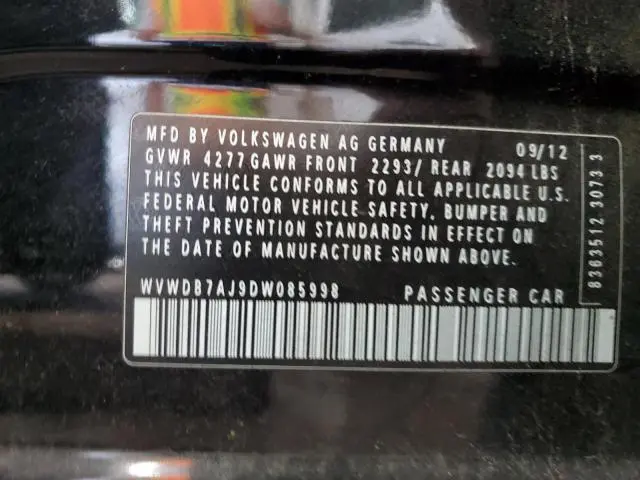 MFD BY VOLKSWAGEN AG GERMANY 09/12
GVWR 4277 GAWR FRONT 2293/ REAR 2094 LBS
THIS VEHICLE CONFORMS TO ALL APPLICABLE U.S.
FEDERAL MOTOR VEHICLE SAFETY, BUMPER AND
THEFT PREVENTION STANDARDS IN EFFECT ON
THE DATE OF MANUFACTURE SHOWN ABOVE.
WVWDB7AJ9DW085998 PASSENGER CAR
8363512 3073 3